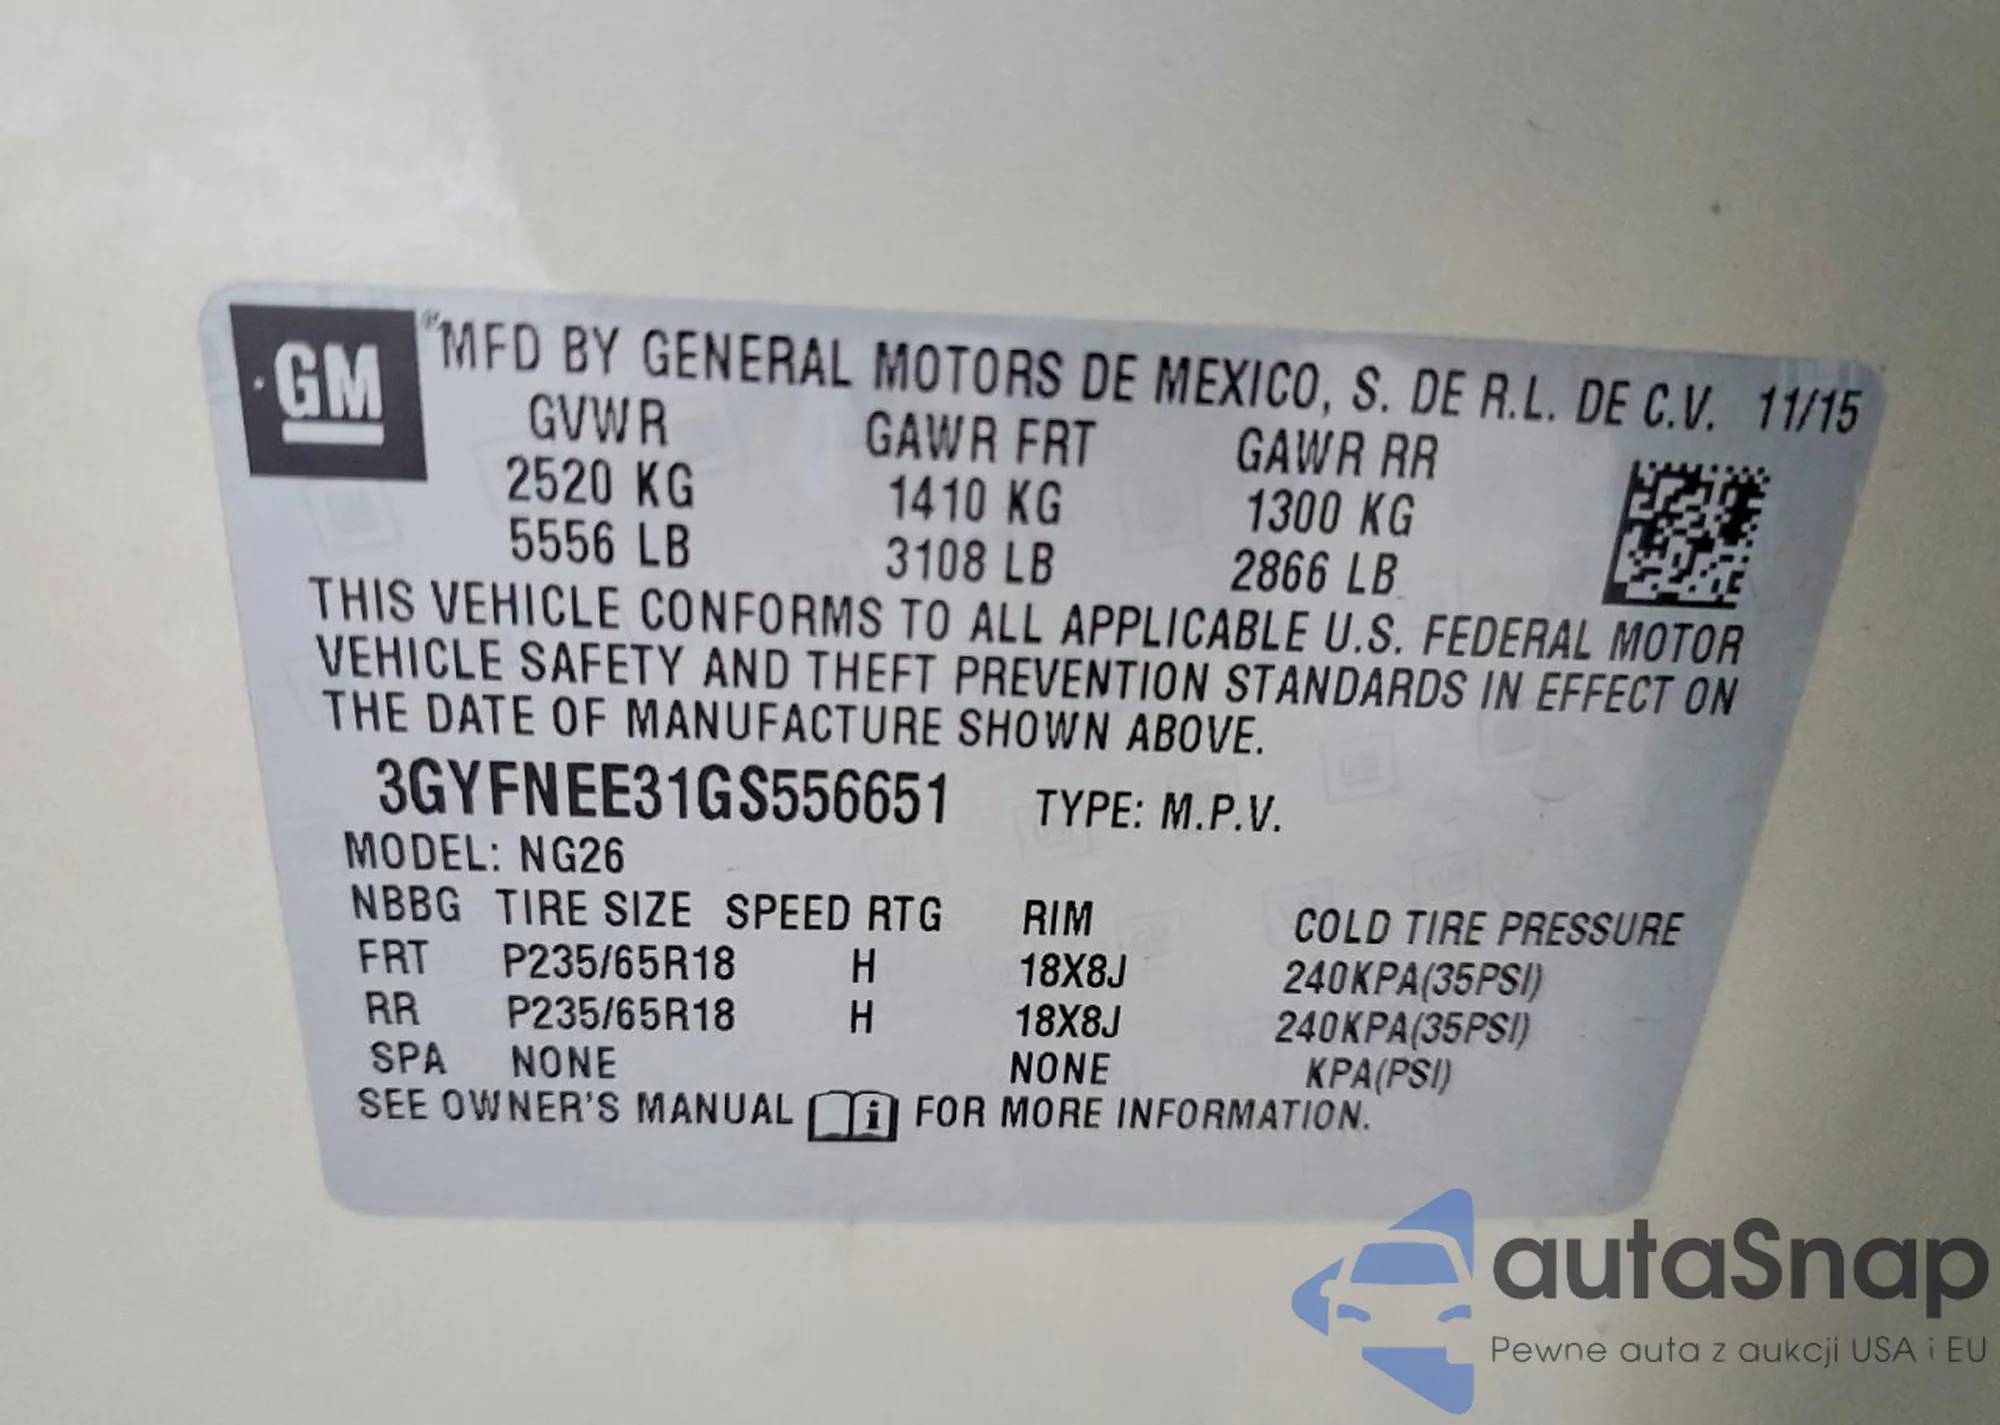 GM
MFD BY GENERAL MOTORS DE MEXICO, S. DE R.L. DE C.V. 11/15
GVWR GAWR FRT GAWR RR
2520 KG 1410 KG 1300 KG
5556 LB 3108 LB 2866 LB
THIS VEHICLE CONFORMS TO ALL APPLICABLE U.S. FEDERAL MOTOR
VEHICLE SAFETY AND THEFT PREVENTION STANDARDS IN EFFECT ON
THE DATE OF MANUFACTURE SHOWN ABOVE.
3GYFNEE31GS556651 TYPE: M.P.V.
MODEL: NG26
NBBG TIRE SIZE SPEED RTG RIM COLD TIRE PRESSURE
FRT P235/65R18 H 18X8J 240KPA(35PSI)
RR P235/65R18 H 18X8J 240KPA(35PSI)
SPA NONE NONE KPA(PSI)
SEE OWNER'S MANUAL i FOR MORE INFORMATION.
autaSnap
Pewne auta z aukcji USA i EU